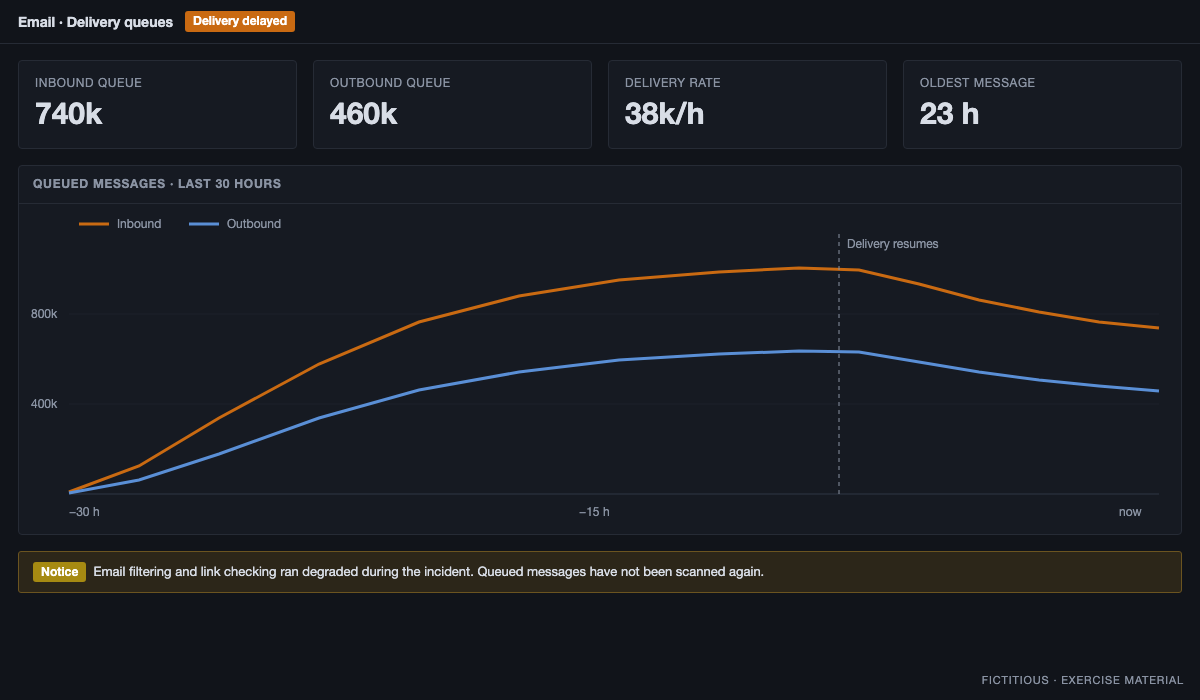 Email · Delivery queues
Delivery delayed
INBOUND QUEUE
740k
OUTBOUND QUEUE
460k
DELIVERY RATE
38k/h
OLDEST MESSAGE
23 h
QUEUED MESSAGES · LAST 30 HOURS
Inbound
Outbound
Delivery resumes
800k
400k
−30 h
−15 h
now
Notice
Email filtering and link checking ran degraded during the incident. Queued messages have not been scanned again.
FICTITIOUS · EXERCISE MATERIAL